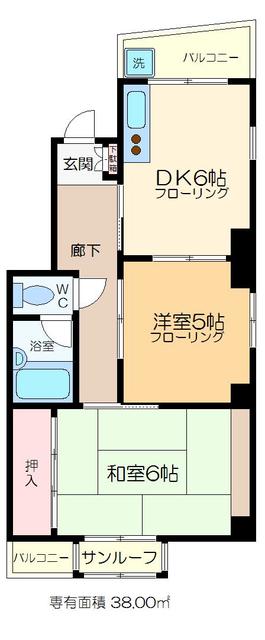 バルコニー
洗
玄関
下駄箱
DK6帖
フローリング
廊下
WC
洋室5帖
フローリング
浴室
和室6帖
押入
バルコニー
サンルーフ
専有面積 38.00㎡